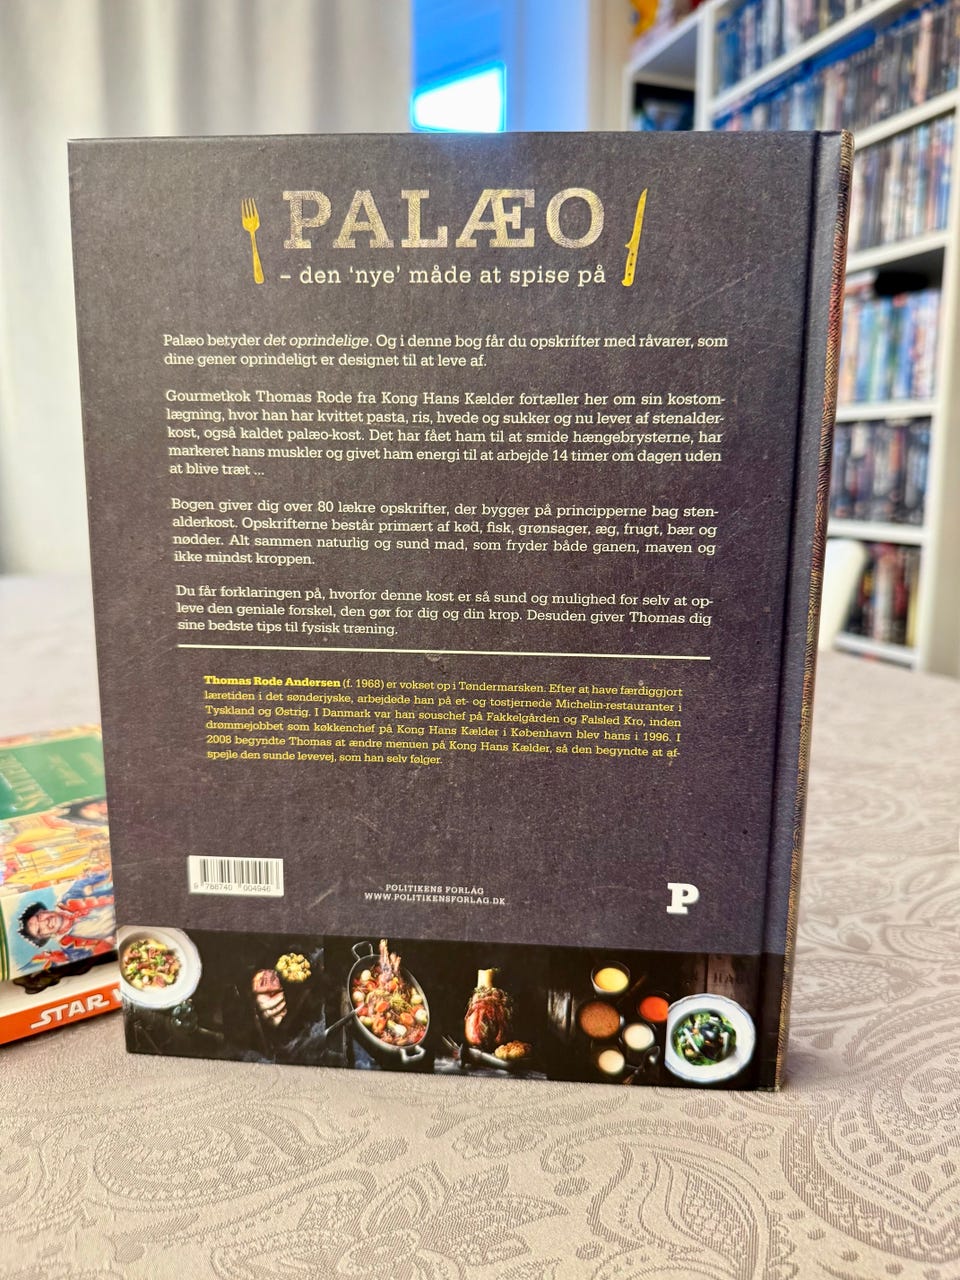 PALÆO
– den ‘nye’ måde at spise på
Palæo betyder det oprindelige. Og i denne bog får du opskrifter med råvarer, som
dine gener oprindeligt er designet til at leve af.
Gourmetkok Thomas Rode fra Kong Hans Kælder fortæller her om sin kostom-
lægning, hvor han har kvittet pasta, ris, hvede og sukker og nu lever af stenalder-
kost, også kaldet palæo-kost. Det har fået ham til at smide hængebrysterne, har
markeret hans muskler og givet ham energi til at arbejde 14 timer om dagen uden
at blive træt ...
Bogen giver dig over 80 lækre opskrifter, der bygger på principperne bag sten-
alderkost. Opskrifterne består primært af kød, fisk, grønsager, æg, frugt, bær og
nødder. Alt sammen naturlig og sund mad, som fryder både ganen, maven og
ikke mindst kroppen.
Du får forklaringen på, hvorfor denne kost er så sund og mulighed for selv at op-
leve den geniale forskel, den gør for dig og din krop. Desuden giver Thomas dig
sine bedste tips til fysisk træning.
Thomas Rode Andersen (f. 1968) er vokset op i Tøndermarsken. Efter at have færdiggjort
læretiden i det sønderjyske, arbejdede han på et- og tostjernede Michelin-restauranter i
Tyskland og Østrig. I Danmark var han souschef på Fakkelgården og Falsled Kro, inden
drømmejobbet som køkkenchef på Kong Hans Kælder i København blev hans i 1996. I
2008 begyndte Thomas at ændre menuen på Kong Hans Kælder, så den begyndte at af-
spejle den sunde levevej, som han selv følger.
9 788740 004946
POLITIKENS FORLAG
WWW.POLITIKENSFORLAG.DK
P
STAR